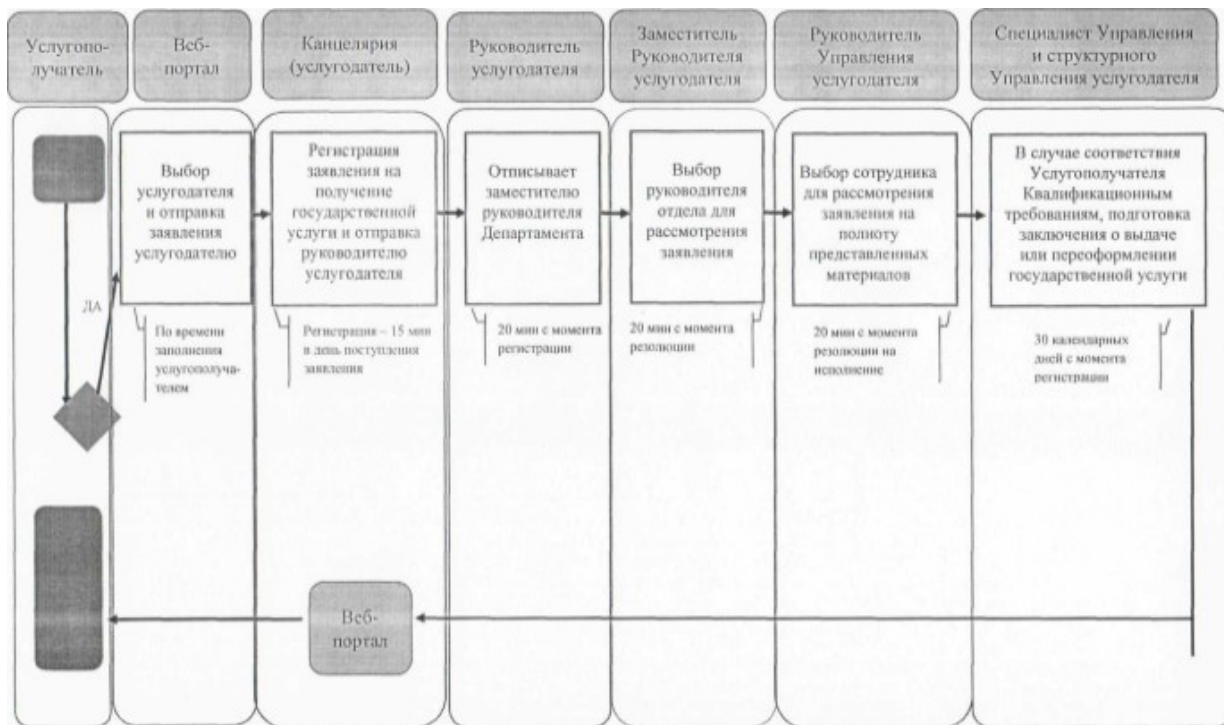 Услугопо-
лучатель
Веб-
портал
Канцелярия
(услугодатель)
Руководитель
услугодателя
Заместитель
Руководителя
услугодателя
Руководитель
Управления
услугодателя
Специалист Управления
и структурного
Управления услугодателя
Выбор
услугодателя
и отправка
заявления
услугодателю
Регистрация
заявления на
получение
государственной
услуги и отправка
руководителю
услугодателя
Отписывает
заместителю
руководителя
Департамента
Выбор
руководителя
отдела для
рассмотрения
заявления
Выбор сотрудника
для рассмотрения
заявления на
полноту
представленных
материалов
В случае соответствия
Услугополучателя
Квалификационным
требованиям, подготовка
заключения о выдаче
или переоформлении
государственной услуги
ДА
По времени
заполнения
услугополуча-
телем
Регистрация – 15 мин
в день поступления
заявления
20 мин с момента
регистрации
20 мин с момента
резолюции
20 мин с момента
резолюции на
исполнение
30 календарных
дней с момента
регистрации
Веб-
портал